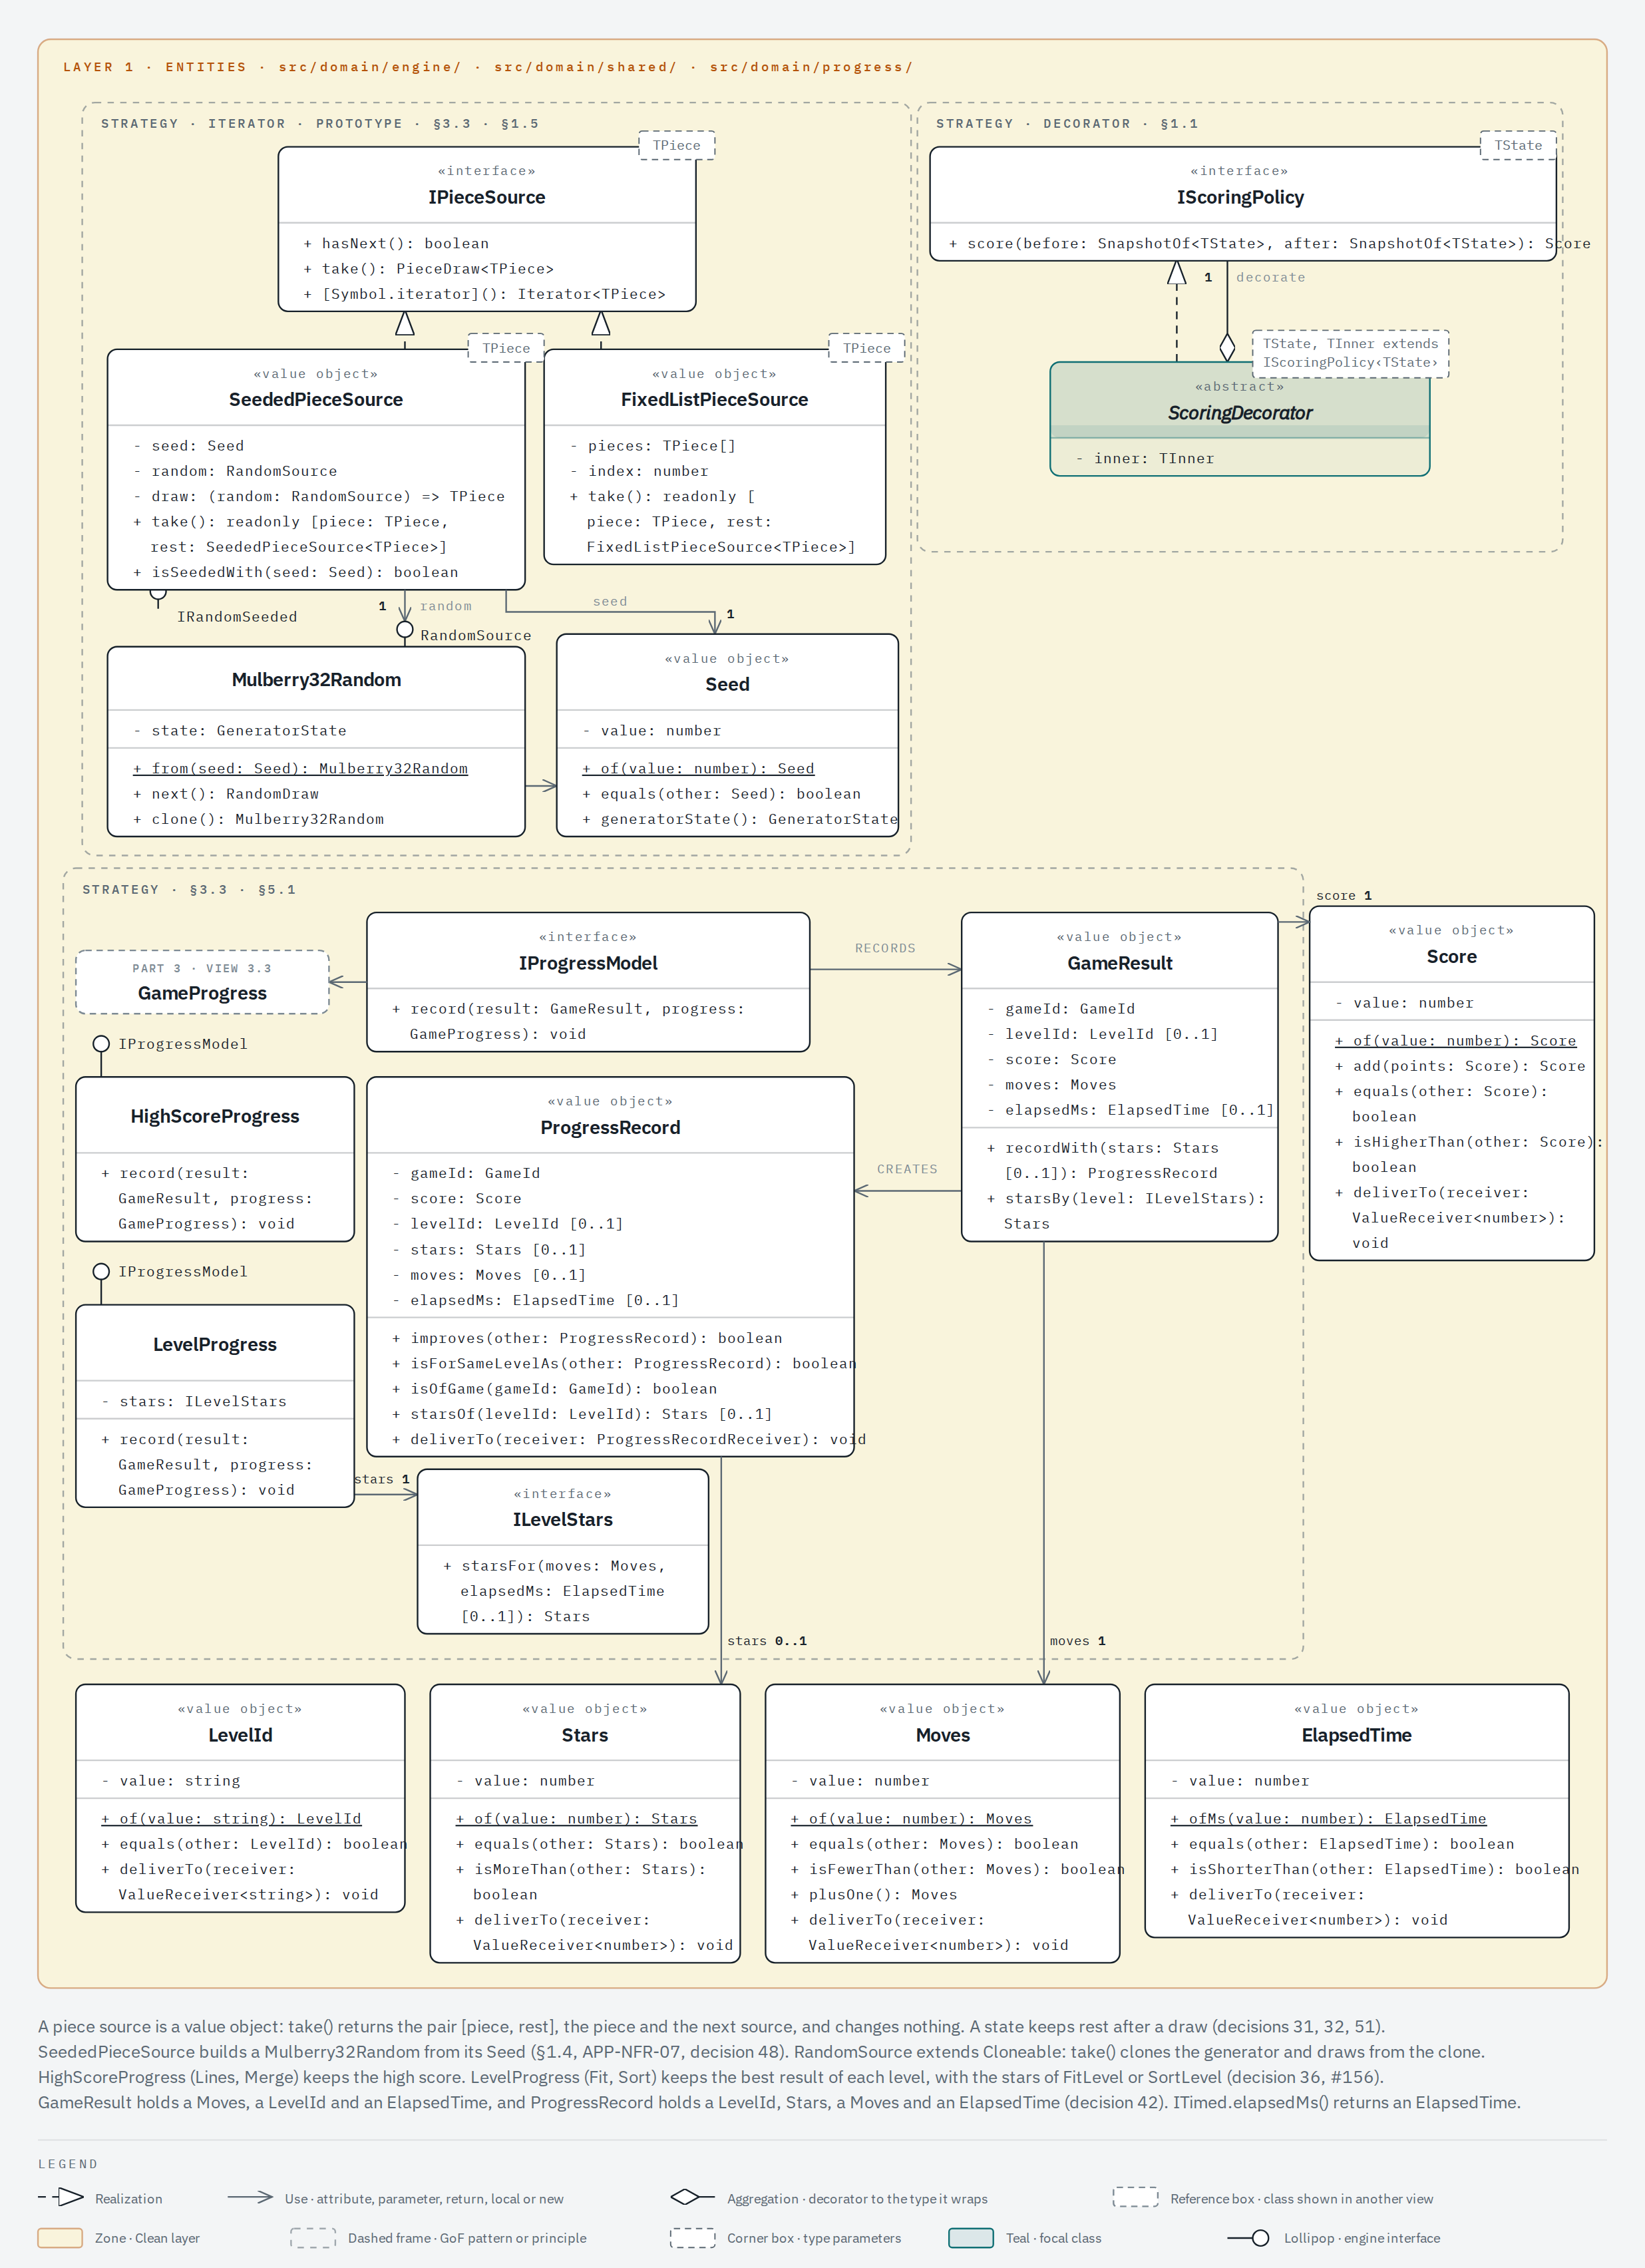 LAYER 1 · ENTITIES · src/domain/engine/ · src/domain/shared/ · src/domain/progress/
STRATEGY · ITERATOR · PROTOTYPE · §3.3 · §1.5
TPiece
«interface»
IPieceSource
+ hasNext(): boolean
+ take(): PieceDraw<TPiece>
+ [Symbol.iterator](): Iterator<TPiece>
TPiece
«value object»
SeededPieceSource
- seed: Seed
- random: RandomSource
- draw: (random: RandomSource) => TPiece
+ take(): readonly [piece: TPiece,
rest: SeededPieceSource<TPiece>]
+ isSeededWith(seed: Seed): boolean
TPiece
«value object»
FixedListPieceSource
- pieces: TPiece[]
- index: number
+ take(): readonly [
piece: TPiece, rest:
FixedListPieceSource<TPiece>]
IRandomSeeded
1 random
RandomSource
seed
1
Mulberry32Random
- state: GeneratorState
+ from(seed: Seed): Mulberry32Random
+ next(): RandomDraw
+ clone(): Mulberry32Random
«value object»
Seed
- value: number
+ of(value: number): Seed
+ equals(other: Seed): boolean
+ generatorState(): GeneratorState
STRATEGY · DECORATOR · §1.1
TState
«interface»
IScoringPolicy
+ score(before: SnapshotOf<TState>, after: SnapshotOf<TState>): Score
1 decorate
TState, TInner extends
IScoringPolicy‹TState›
«abstract»
ScoringDecorator
- inner: TInner
STRATEGY · §3.3 · §5.1
PART 3 · VIEW 3.3
GameProgress
«interface»
IProgressModel
+ record(result: GameResult, progress:
GameProgress): void
RECORDS
«value object»
GameResult
- gameId: GameId
- levelId: LevelId [0..1]
- score: Score
- moves: Moves
- elapsedMs: ElapsedTime [0..1]
+ recordWith(stars: Stars
[0..1]): ProgressRecord
+ starsBy(level: ILevelStars):
Stars
score 1
«value object»
Score
- value: number
+ of(value: number): Score
+ add(points: Score): Score
+ equals(other: Score):
boolean
+ isHigherThan(other: Score):
boolean
+ deliverTo(receiver:
ValueReceiver<number>):
void
IProgressModel
HighScoreProgress
+ record(result:
GameResult, progress:
GameProgress): void
«value object»
ProgressRecord
- gameId: GameId
- score: Score
- levelId: LevelId [0..1]
- stars: Stars [0..1]
- moves: Moves [0..1]
- elapsedMs: ElapsedTime [0..1]
+ improves(other: ProgressRecord): boolean
+ isForSameLevelAs(other: ProgressRecord): boolean
+ isOfGame(gameId: GameId): boolean
+ starsOf(levelId: LevelId): Stars [0..1]
+ deliverTo(receiver: ProgressRecordReceiver): void
CREATES
IProgressModel
LevelProgress
- stars: ILevelStars
+ record(result:
GameResult, progress:
GameProgress): void
stars 1
«interface»
ILevelStars
+ starsFor(moves: Moves,
elapsedMs: ElapsedTime
[0..1]): Stars
stars 0..1
moves 1
«value object»
LevelId
- value: string
+ of(value: string): LevelId
+ equals(other: LevelId): boolean
+ deliverTo(receiver:
ValueReceiver<string>): void
«value object»
Stars
- value: number
+ of(value: number): Stars
+ equals(other: Stars): boolean
+ isMoreThan(other: Stars):
boolean
+ deliverTo(receiver:
ValueReceiver<number>): void
«value object»
Moves
- value: number
+ of(value: number): Moves
+ equals(other: Moves): boolean
+ isFewerThan(other: Moves): boolean
+ plusOne(): Moves
+ deliverTo(receiver:
ValueReceiver<number>): void
«value object»
ElapsedTime
- value: number
+ ofMs(value: number): ElapsedTime
+ equals(other: ElapsedTime): boolean
+ isShorterThan(other: ElapsedTime): boolean
+ deliverTo(receiver:
ValueReceiver<number>): void
A piece source is a value object: take() returns the pair [piece, rest], the piece and the next source, and changes nothing. A state keeps rest after a draw (decisions 31, 32, 51).
SeededPieceSource builds a Mulberry32Random from its Seed (§1.4, APP-NFR-07, decision 48). RandomSource extends Cloneable: take() clones the generator and draws from the clone.
HighScoreProgress (Lines, Merge) keeps the high score. LevelProgress (Fit, Sort) keeps the best result of each level, with the stars of FitLevel or SortLevel (decision 36, #156).
GameResult holds a Moves, a LevelId and an ElapsedTime, and ProgressRecord holds a LevelId, Stars, a Moves and an ElapsedTime (decision 42). ITimed.elapsedMs() returns an ElapsedTime.
LEGEND
Realization
Use · attribute, parameter, return, local or new
Aggregation · decorator to the type it wraps
Reference box · class shown in another view
Zone · Clean layer
Dashed frame · GoF pattern or principle
Corner box · type parameters
Teal · focal class
Lollipop · engine interface